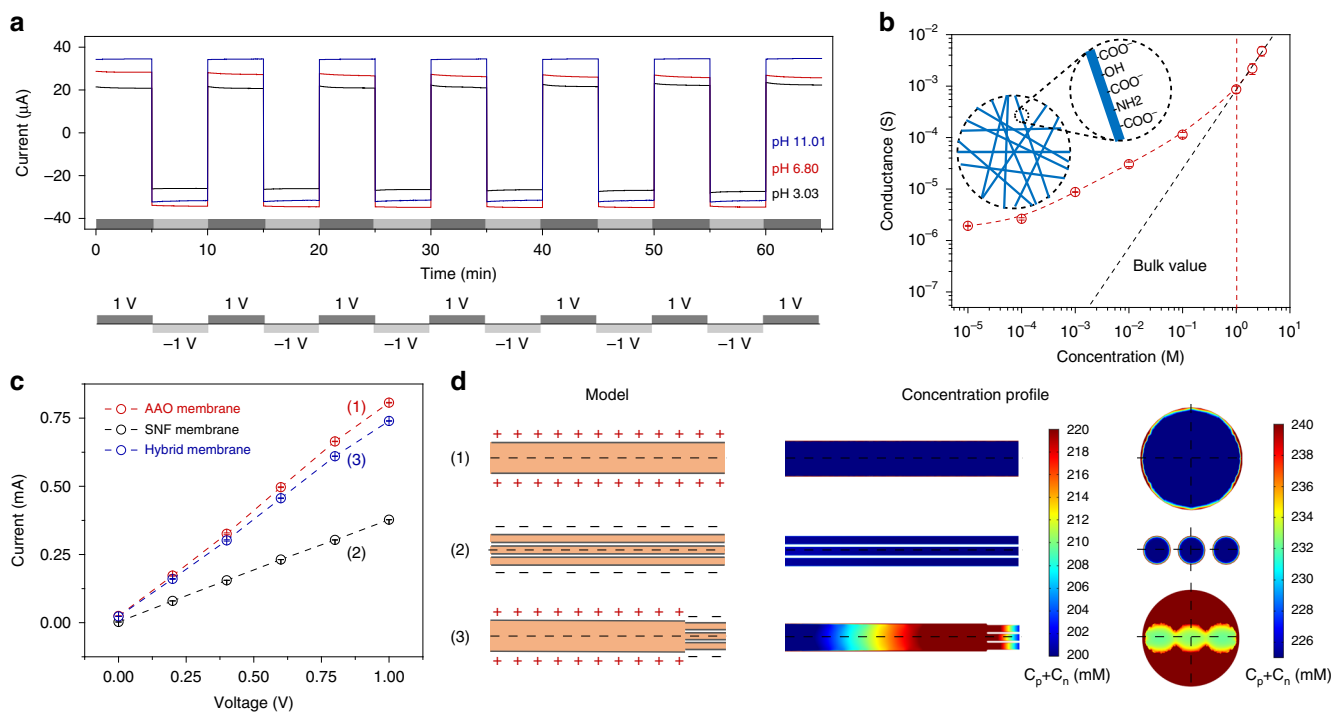 a
40
20
0
−20
−40
Current (μA)
pH 11.01
pH 6.80
pH 3.03
0 10 20 30 40 50 60
Time (min)
1 V 1 V 1 V 1 V 1 V 1 V 1 V
−1 V −1 V −1 V −1 V −1 V −1 V
b
10⁻²
10⁻³
10⁻⁴
10⁻⁵
10⁻⁶
10⁻⁷
Conductance (S)
COO⁻
OH
COO⁻
NH2
COO⁻
Bulk value
10⁻⁵ 10⁻⁴ 10⁻³ 10⁻² 10⁻¹ 10⁰ 10¹
Concentration (M)
c
0.75
0.50
0.25
0.00
Current (mA)
AAO membrane
SNF membrane
Hybrid membrane
(1)
(3)
(2)
0.00 0.25 0.50 0.75 1.00
Voltage (V)
d
Model
Concentration profile
(1)
+ + + + + + + + + + +
+ + + + + + + + + + +
(2)
− − − − − − − −
− − − − − − − −
(3)
+ + + + + + + + + − −
+ + + + + + + + + − −
220
218
216
214
212
210
208
206
204
202
200
Cₚ+Cₙ (mM)
240
238
236
234
232
230
228
226
Cₚ+Cₙ (mM)